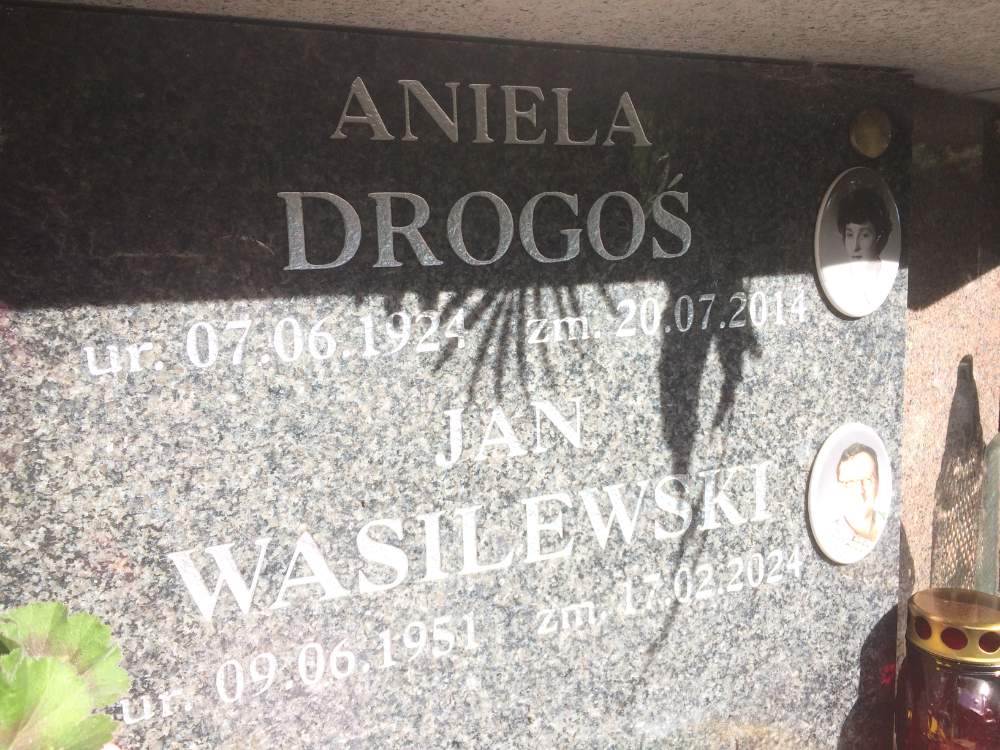 ANIELA
DROGOŚ
ur. 07.06.1924 zm. 20.07.2014
JAN
WASILEWSKI
ur. 09.06.1951 zm. 17.02.2024